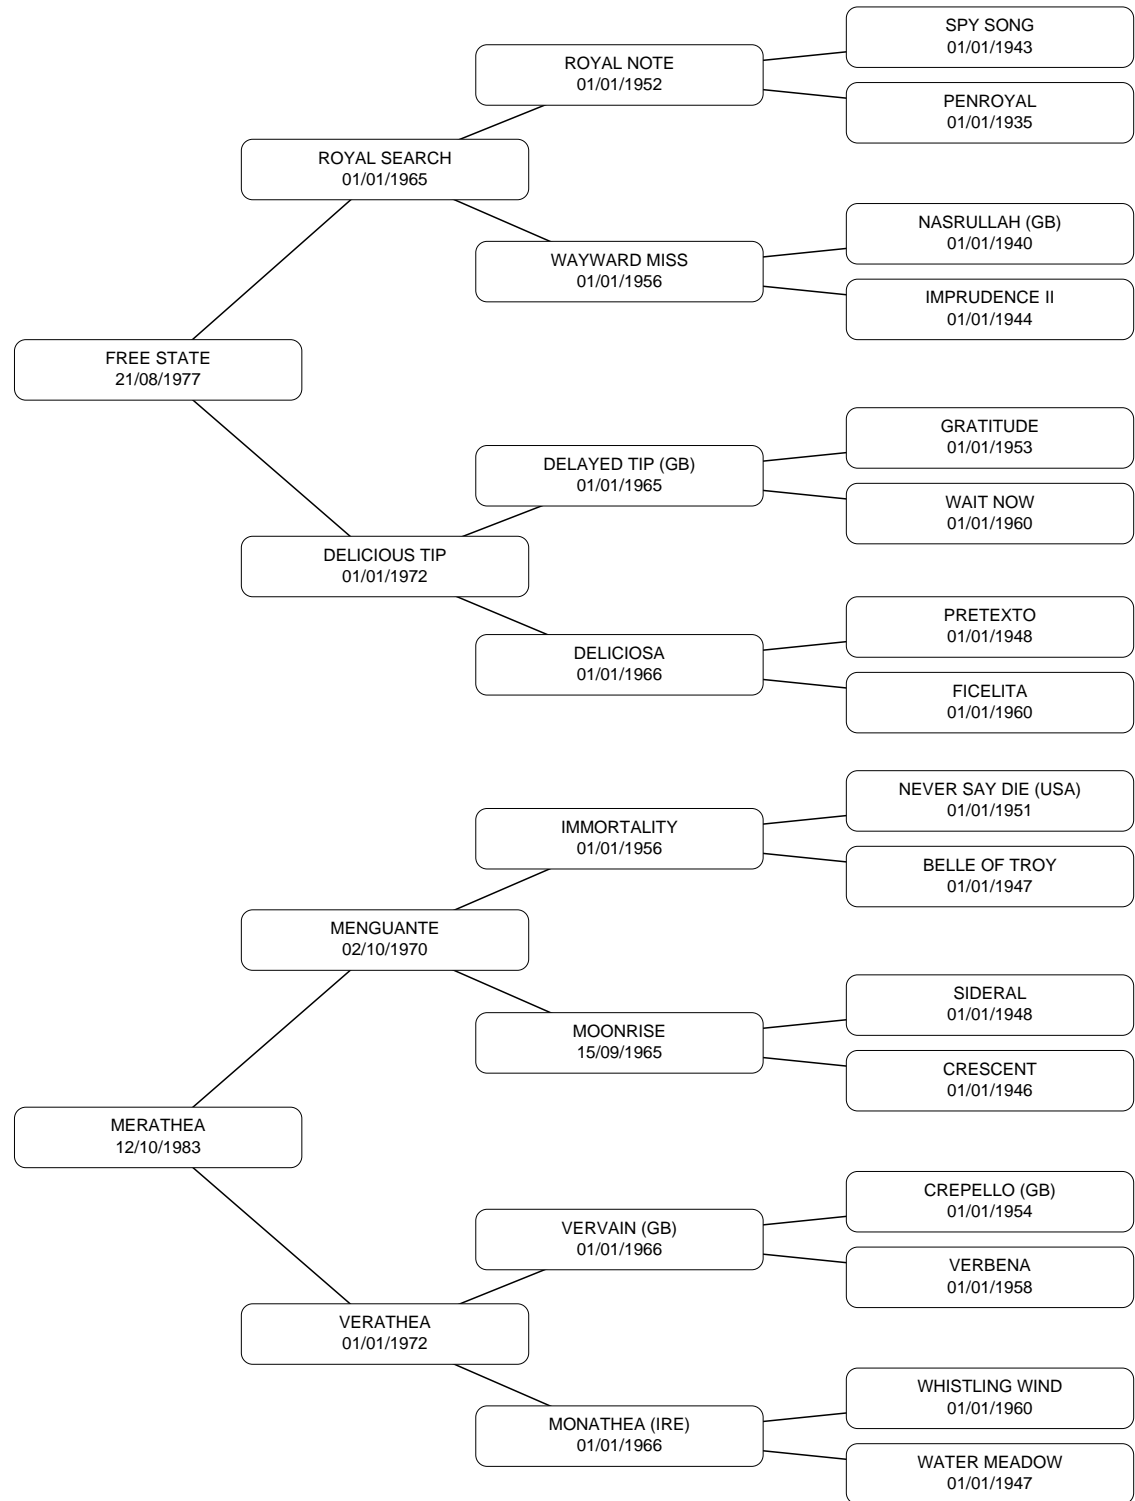 SPY SONG
01/01/1943
ROYAL NOTE
01/01/1952
PENROYAL
01/01/1935
ROYAL SEARCH
01/01/1965
NASRULLAH (GB)
01/01/1940
WAYWARD MISS
01/01/1956
IMPRUDENCE II
01/01/1944
FREE STATE
21/08/1977
GRATITUDE
01/01/1953
DELAYED TIP (GB)
01/01/1965
WAIT NOW
01/01/1960
DELICIOUS TIP
01/01/1972
PRETEXTO
01/01/1948
DELICIOSA
01/01/1966
FICELITA
01/01/1960
NEVER SAY DIE (USA)
01/01/1951
IMMORTALITY
01/01/1956
BELLE OF TROY
01/01/1947
MENGUANTE
02/10/1970
SIDERAL
01/01/1948
MOONRISE
15/09/1965
CRESCENT
01/01/1946
MERATHEA
12/10/1983
CREPELLO (GB)
01/01/1954
VERVAIN (GB)
01/01/1966
VERBENA
01/01/1958
VERATHEA
01/01/1972
WHISTLING WIND
01/01/1960
MONATHEA (IRE)
01/01/1966
WATER MEADOW
01/01/1947